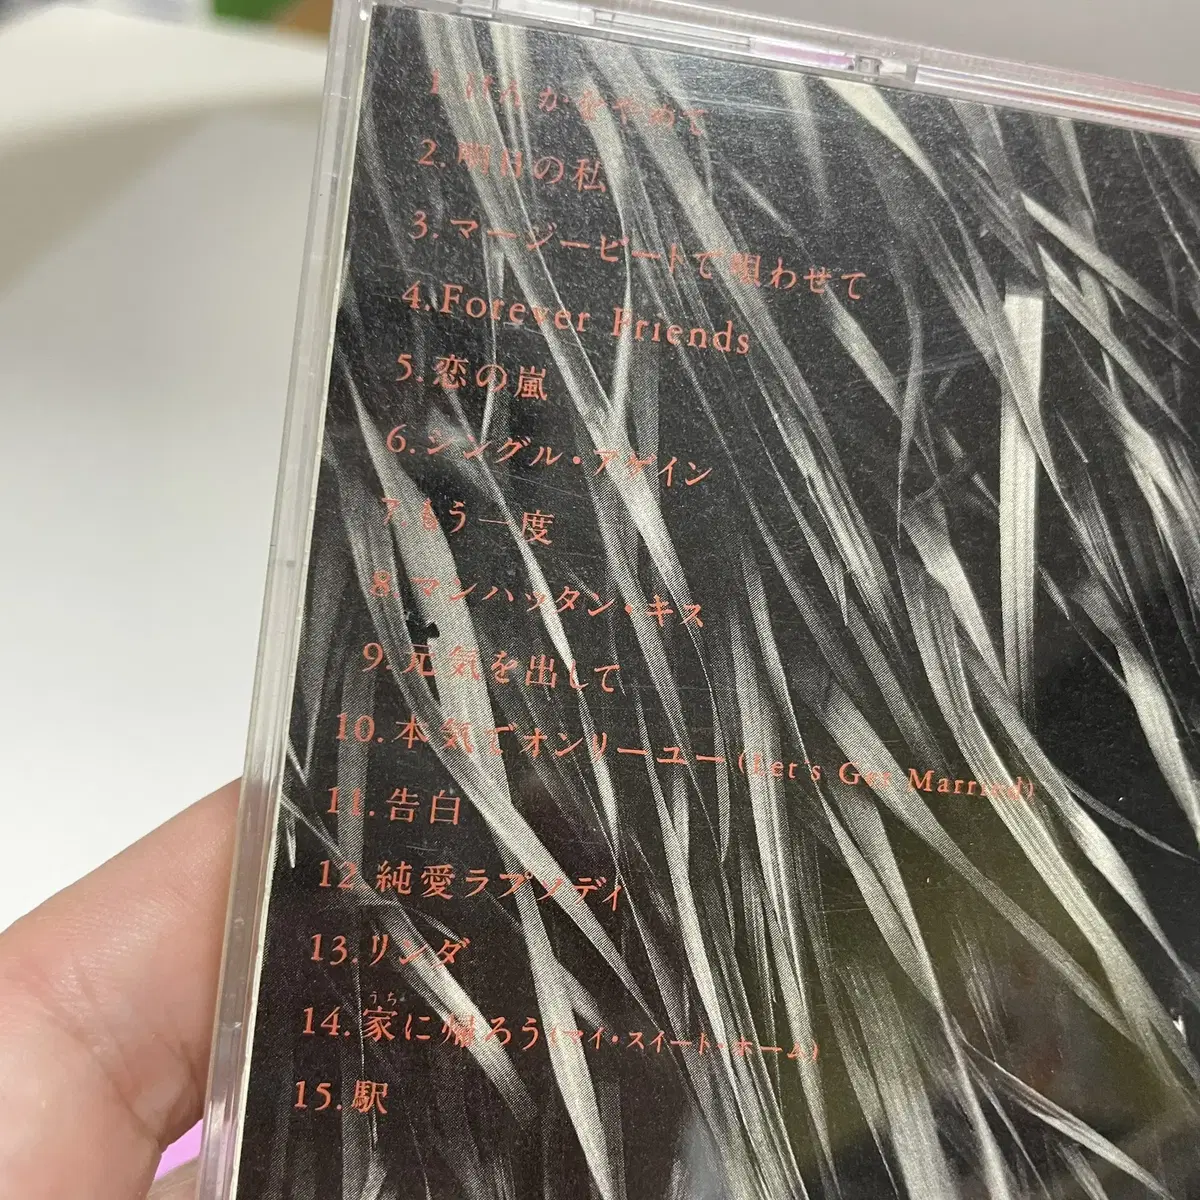 1. けんかをやめて
2. 明日の私
3. マージービートで唄わせて
4. Forever Friends
5. 恋の嵐
6. シングル・アゲイン
7. もう一度
8. マンハッタン・キス
9. 元気を出して
10. 本気でオンリーユー (Let's Get Married)
11. 告白
12. 純愛ラプソディ
13. リンダ
うち
14. 家に帰ろう (マイ・スイート・ホーム)
15. 駅